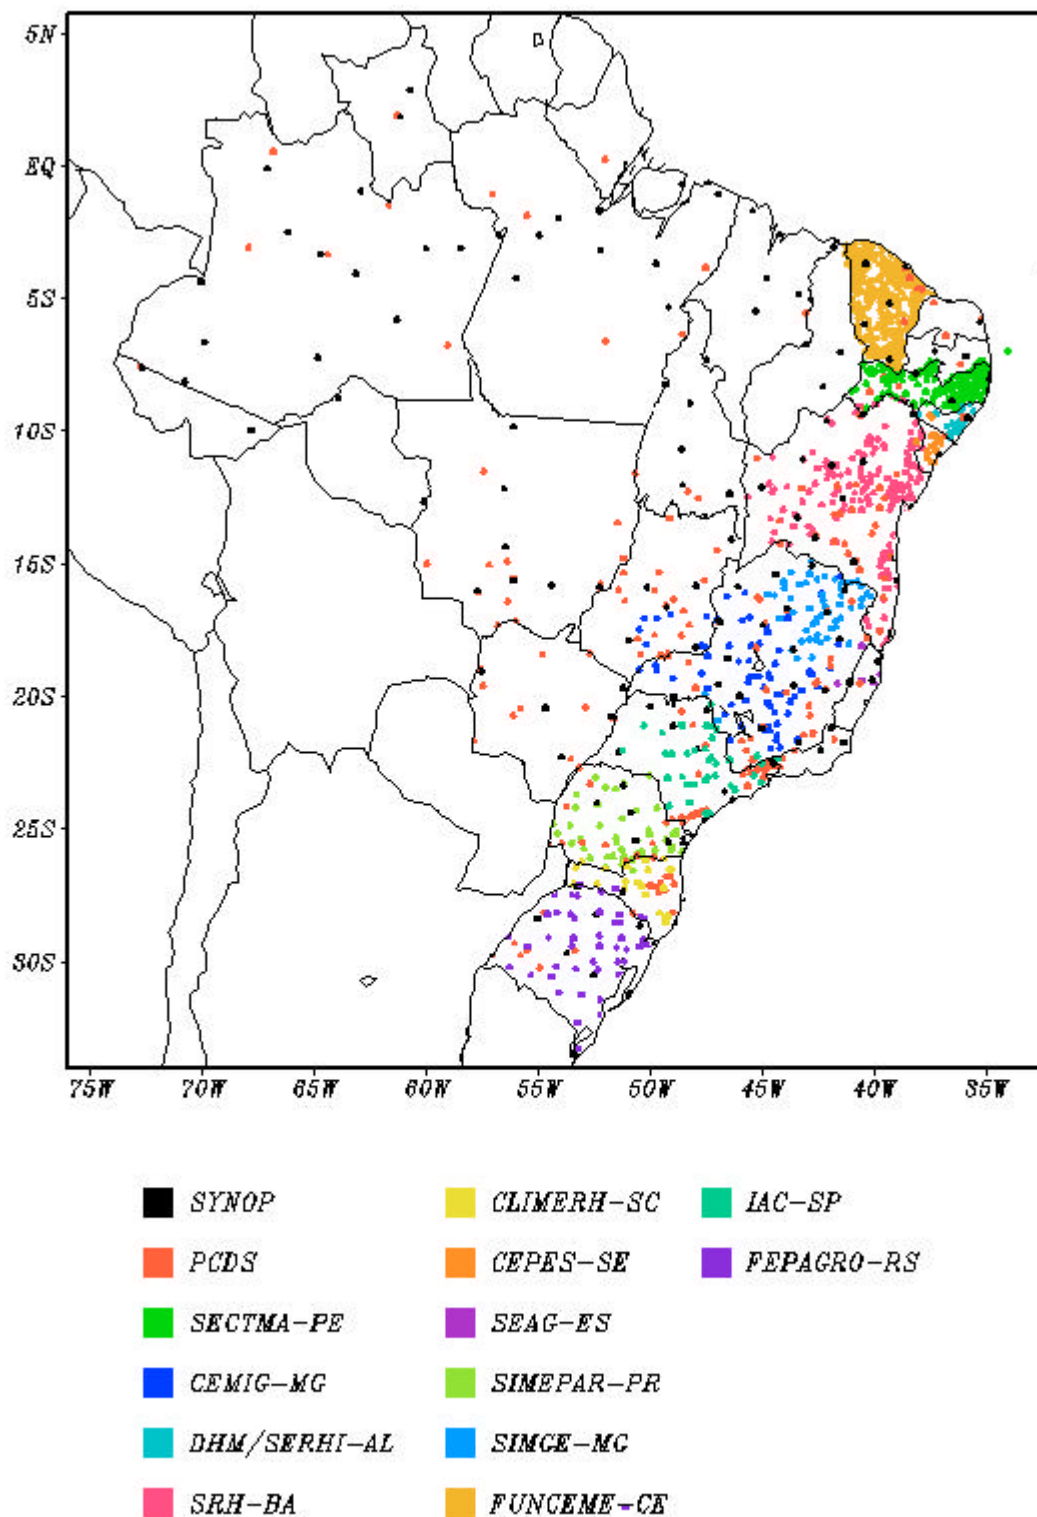 5N
EQ
5S
10S
15S
20S
25S
30S
75W 70W 65W 60W 55W 50W 45W 40W 35W
SYNOP CLIMERH-SC IAC-SP
PCDS CEPES-SE FEPAGRO-RS
SECTMA-PE SEAG-ES
CEMIG-MG SIMEPAR-PR
DHM/SERHI-AL SIMGE-MG
SRH-BA FUNCEME-CE